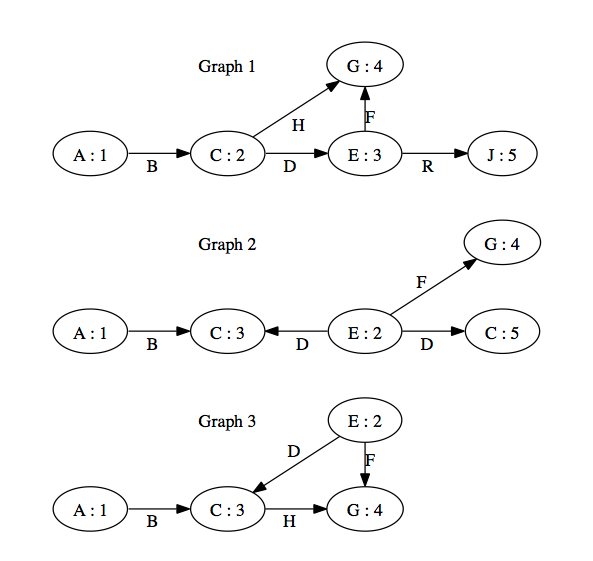 Graph 1
G : 4
H
F
A : 1
B
C : 2
D
E : 3
R
J : 5
Graph 2
G : 4
F
A : 1
B
C : 3
D
E : 2
D
C : 5
Graph 3
E : 2
D
F
A : 1
B
C : 3
H
G : 4